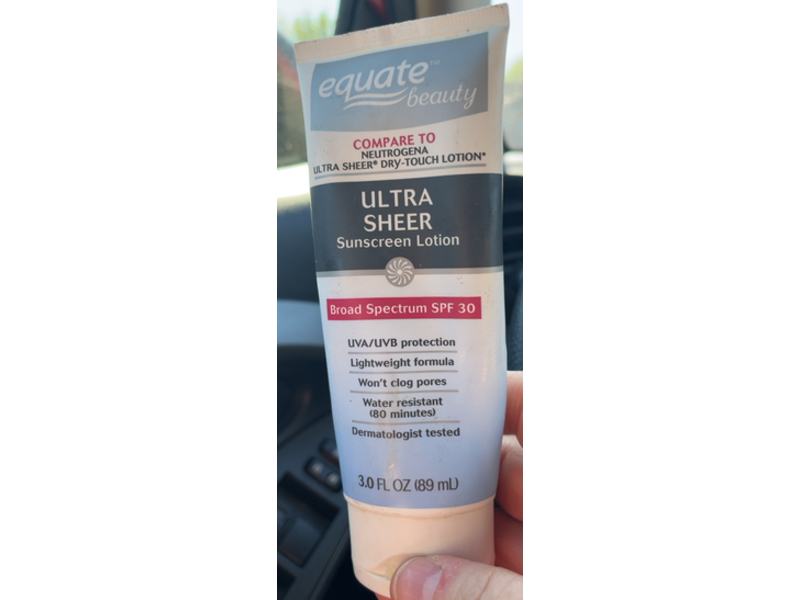 equate™
beauty
COMPARE TO
NEUTROGENA
ULTRA SHEER® DRY-TOUCH LOTION*
ULTRA
SHEER
Sunscreen Lotion
Broad Spectrum SPF 30
UVA/UVB protection
Lightweight formula
Won't clog pores
Water resistant
(80 minutes)
Dermatologist tested
3.0 FL OZ (89 mL)